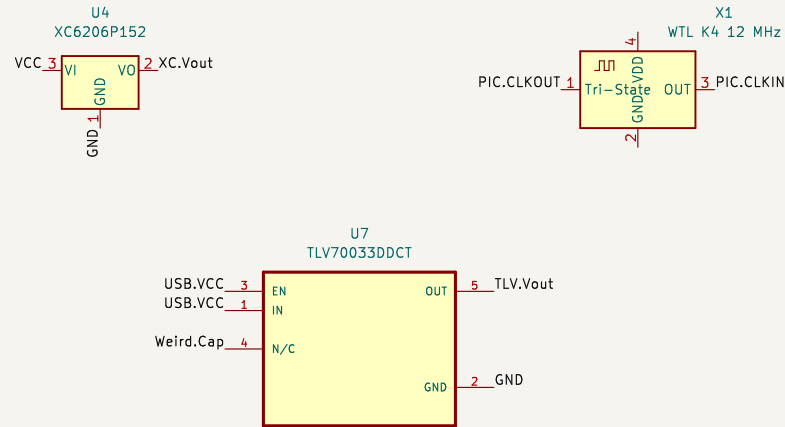 U4
XC6206P152
VCC 3 VI VO 2 XC.Vout
GND
1
GND
X1
WTL K4 12 MHz
4
VDD
PIC.CLKOUT 1 Tri-State OUT 3 PIC.CLKIN
GND
2
U7
TLV70033DDCT
USB.VCC 3 EN OUT 5 TLV.Vout
USB.VCC 1 IN
Weird.Cap 4 N/C
GND 2 GND